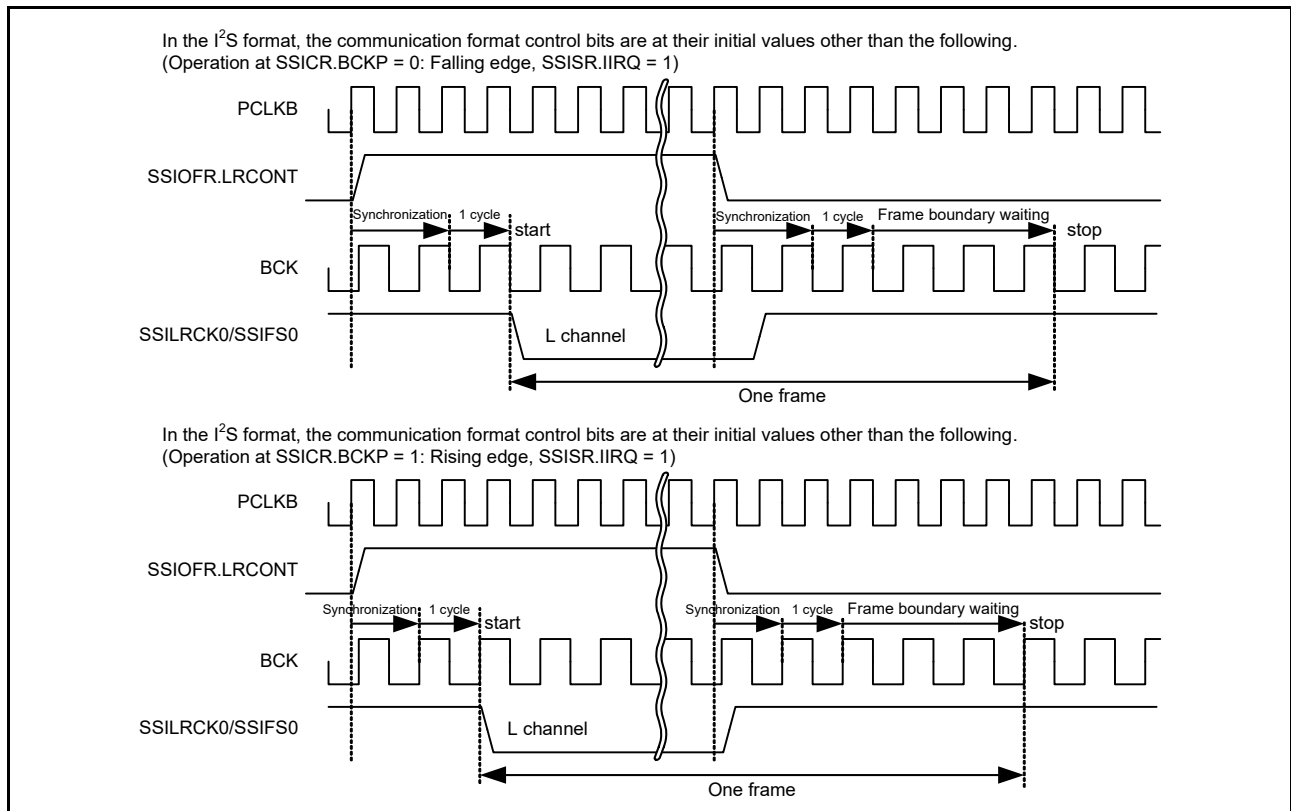 In the I²S format, the communication format control bits are at their initial values other than the following.
(Operation at SSICR.BCKP = 0: Falling edge, SSISR.IIRQ = 1)
PCLKB
SSIOFR.LRCONT
Synchronization 1 cycle start Synchronization 1 cycle Frame boundary waiting stop
BCK
SSILRCK0/SSIFS0 L channel
One frame
In the I²S format, the communication format control bits are at their initial values other than the following.
(Operation at SSICR.BCKP = 1: Rising edge, SSISR.IIRQ = 1)
PCLKB
SSIOFR.LRCONT
Synchronization 1 cycle start Synchronization 1 cycle Frame boundary waiting stop
BCK
SSILRCK0/SSIFS0 L channel
One frame